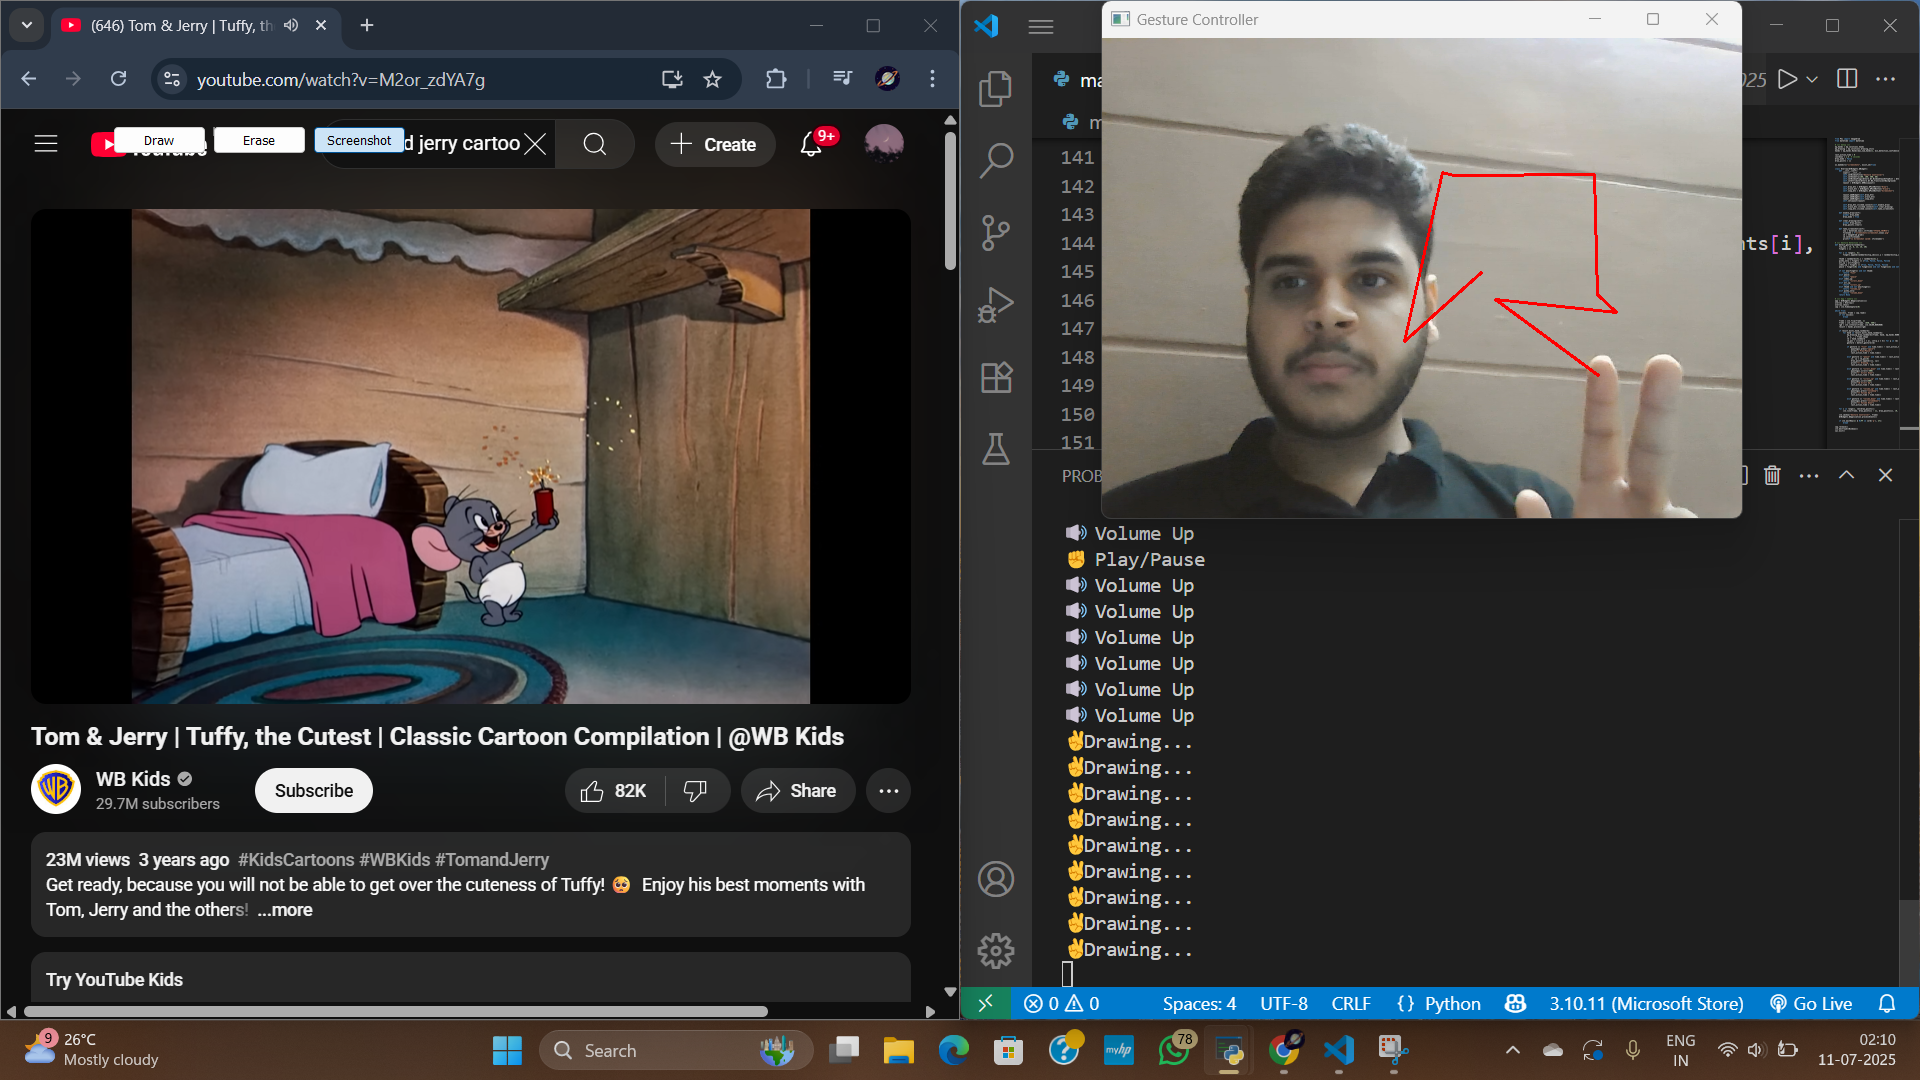 (646) Tom & Jerry | Tuffy, th
youtube.com/watch?v=M2or_zdYA7g
Draw
Erase
Screenshot
d jerry cartoo
Create
9+
Tom & Jerry | Tuffy, the Cutest | Classic Cartoon Compilation | @WB Kids
WB Kids
29.7M subscribers
Subscribe
82K
Share
23M views 3 years ago #KidsCartoons #WBKids #TomandJerry
Get ready, because you will not be able to get over the cuteness of Tuffy! 🥺 Enjoy his best moments with
Tom, Jerry and the others! ...more
Try YouTube Kids
Gesture Controller
ma
2025
m
141
142
143
144
nts[i],
145
146
147
148
149
150
151
PROB
🔊 Volume Up
✊ Play/Pause
🔊 Volume Up
🔊 Volume Up
🔊 Volume Up
🔊 Volume Up
🔊 Volume Up
🔊 Volume Up
✌Drawing...
✌Drawing...
✌Drawing...
✌Drawing...
✌Drawing...
✌Drawing...
✌Drawing...
✌Drawing...
✌Drawing...
0 0
Spaces: 4 UTF-8 CRLF {} Python 3.10.11 (Microsoft Store) Go Live
9
26°C
Mostly cloudy
Search
myhp
78
ENG
IN
02:10
11-07-2025